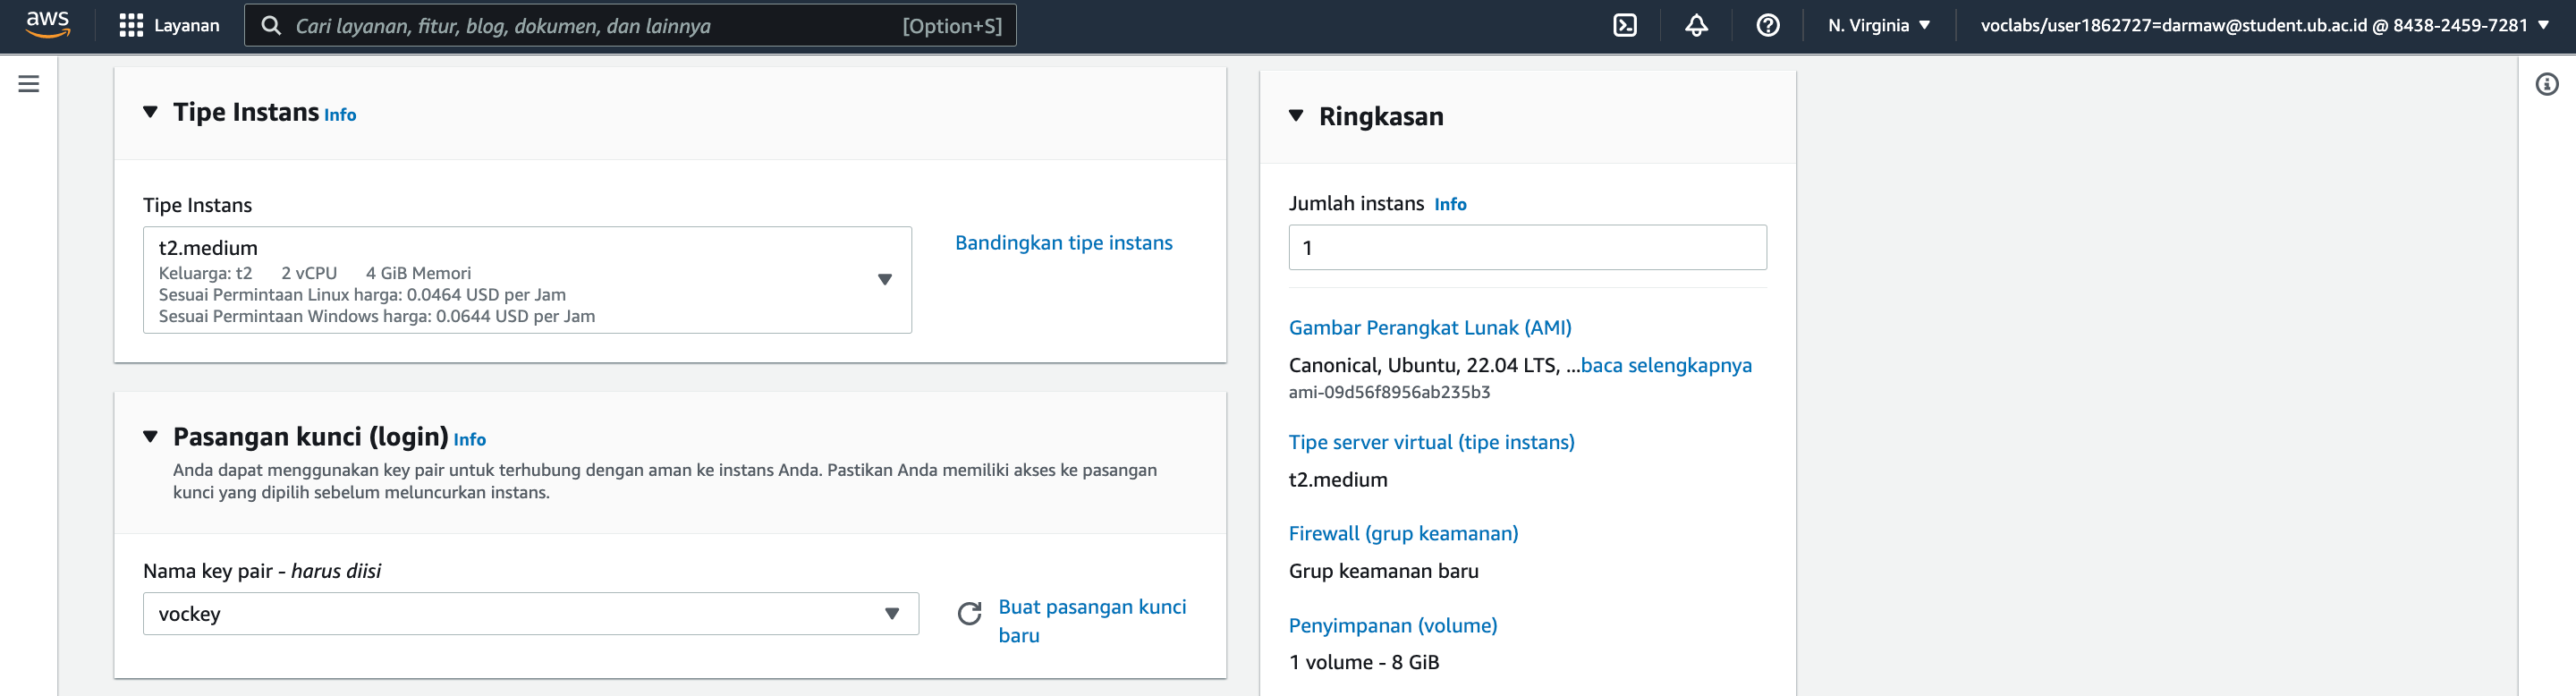 aws
Layanan
Cari layanan, fitur, blog, dokumen, dan lainnya
[Option+S]
N. Virginia
voclabs/user1862727=darmaw@student.ub.ac.id @ 8438-2459-7281
Tipe Instans Info
Tipe Instans
t2.medium
Keluarga: t2 2 vCPU 4 GiB Memori
Sesuai Permintaan Linux harga: 0.0464 USD per Jam
Sesuai Permintaan Windows harga: 0.0644 USD per Jam
Bandingkan tipe instans
Pasangan kunci (login) Info
Anda dapat menggunakan key pair untuk terhubung dengan aman ke instans Anda. Pastikan Anda memiliki akses ke pasangan
kunci yang dipilih sebelum meluncurkan instans.
Nama key pair - harus diisi
vockey
Buat pasangan kunci
baru
Ringkasan
Jumlah instans Info
1
Gambar Perangkat Lunak (AMI)
Canonical, Ubuntu, 22.04 LTS, ...baca selengkapnya
ami-09d56f8956ab235b3
Tipe server virtual (tipe instans)
t2.medium
Firewall (grup keamanan)
Grup keamanan baru
Penyimpanan (volume)
1 volume - 8 GiB